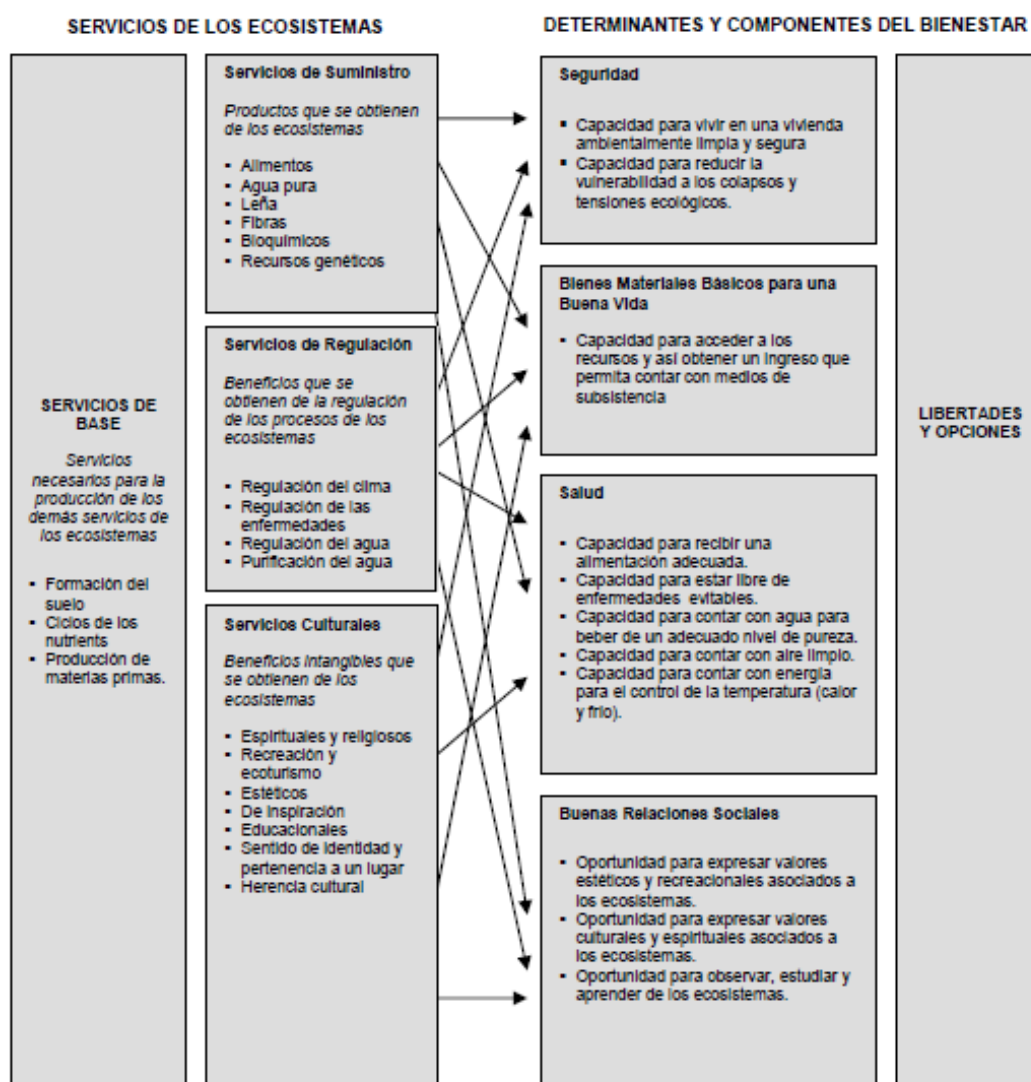 SERVICIOS DE LOS ECOSISTEMAS
DETERMINANTES Y COMPONENTES DEL BIENESTAR
SERVICIOS DE
BASE
Servicios
necesarios para la
producción de los
demás servicios de
los ecosistemas
▪ Formación del
suelo
▪ Ciclos de los
nutrients
▪ Producción de
materias primas.
Servicios de Suministro
Productos que se obtienen
de los ecosistemas
▪ Alimentos
▪ Agua pura
▪ Leña
▪ Fibras
▪ Bioquímicos
▪ Recursos genéticos
Servicios de Regulación
Beneficios que se
obtienen de la regulación
de los procesos de los
ecosistemas
▪ Regulación del clima
▪ Regulación de las
enfermedades
▪ Regulación del agua
▪ Purificación del agua
Servicios Culturales
Beneficios intangibles que
se obtienen de los
ecosistemas
▪ Espirituales y religiosos
▪ Recreación y
ecoturismo
▪ Estéticos
▪ De inspiración
▪ Educacionales
▪ Sentido de identidad y
pertenencia a un lugar
▪ Herencia cultural
Seguridad
▪ Capacidad para vivir en una vivienda
ambientalmente limpia y segura
▪ Capacidad para reducir la
vulnerabilidad a los colapsos y
tensiones ecológicos.
Bienes Materiales Básicos para una
Buena Vida
▪ Capacidad para acceder a los
recursos y así obtener un ingreso que
permita contar con medios de
subsistencia
Salud
▪ Capacidad para recibir una
alimentación adecuada.
▪ Capacidad para estar libre de
enfermedades evitables.
▪ Capacidad para contar con agua para
beber de un adecuado nivel de pureza.
▪ Capacidad para contar con aire limpio.
▪ Capacidad para contar con energía
para el control de la temperatura (calor
y frío).
Buenas Relaciones Sociales
▪ Oportunidad para expresar valores
estéticos y recreacionales asociados a
los ecosistemas.
▪ Oportunidad para expresar valores
culturales y espirituales asociados a
los ecosistemas.
▪ Oportunidad para observar, estudiar y
aprender de los ecosistemas.
LIBERTADES
Y OPCIONES